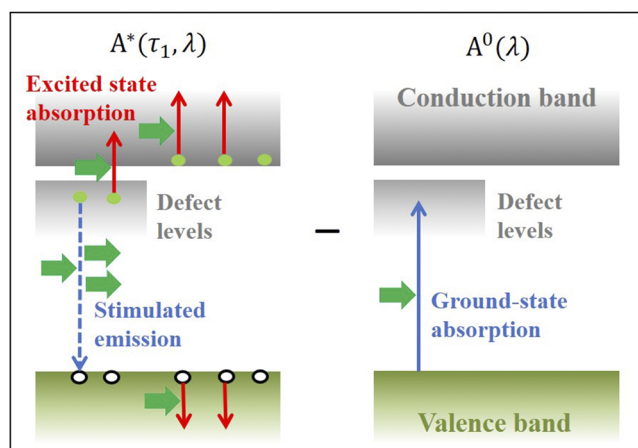 A*(τ₁, λ)
A⁰(λ)
Excited state
absorption
Conduction band
Defect
levels
Defect
levels
−
Stimulated
emission
Ground-state
absorption
Valence band